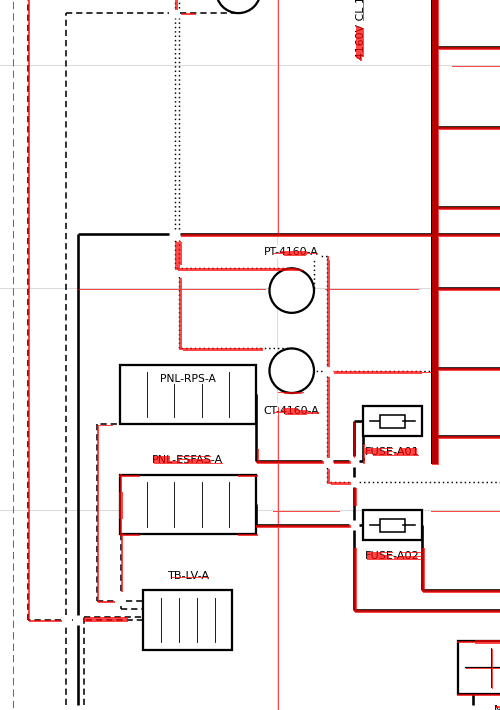 4160V CL.1
PT-4160-A
PNL-RPS-A
CT-4160-A
FUSE-A01
PNL-ESFAS-A
FUSE-A02
TB-LV-A